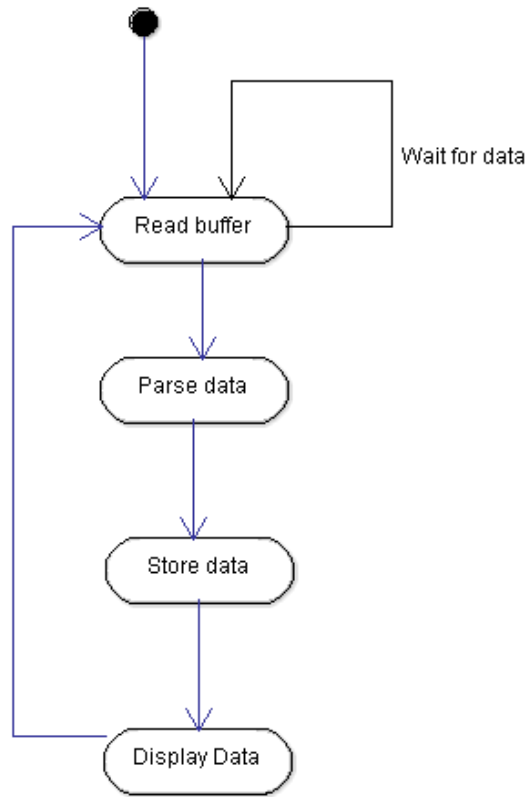 Wait for data
Read buffer
Parse data
Store data
Display Data